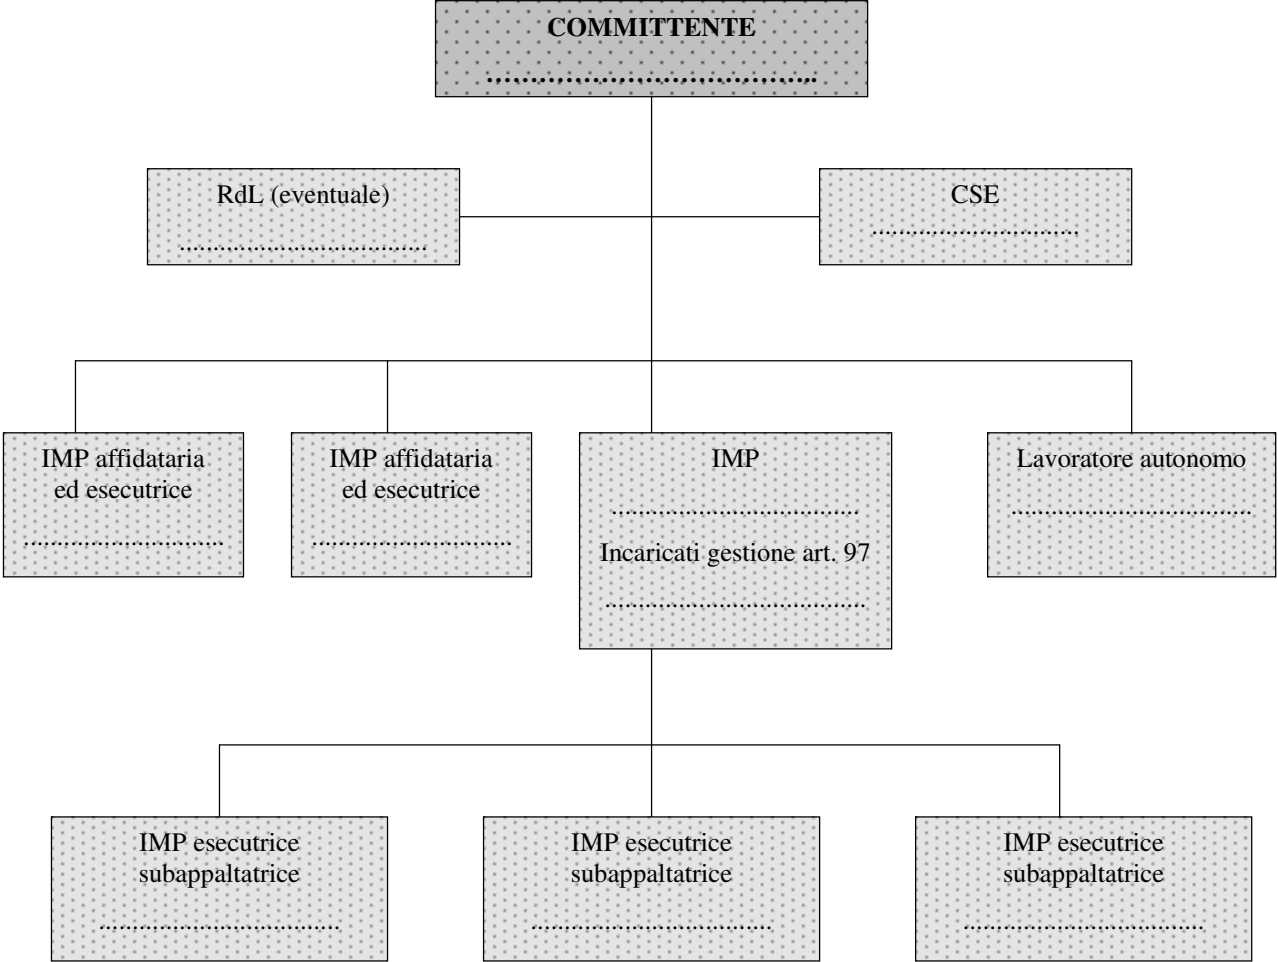 COMMITTENTE
........................................
RdL (eventuale)
.....................................
CSE
...............................
IMP affidataria
ed esecutrice
..............................
IMP affidataria
ed esecutrice
..............................
IMP
.....................................
Incaricati gestione art. 97
.......................................
Lavoratore autonomo
....................................
IMP esecutrice
subappaltatrice
....................................
IMP esecutrice
subappaltatrice
....................................
IMP esecutrice
subappaltatrice
....................................